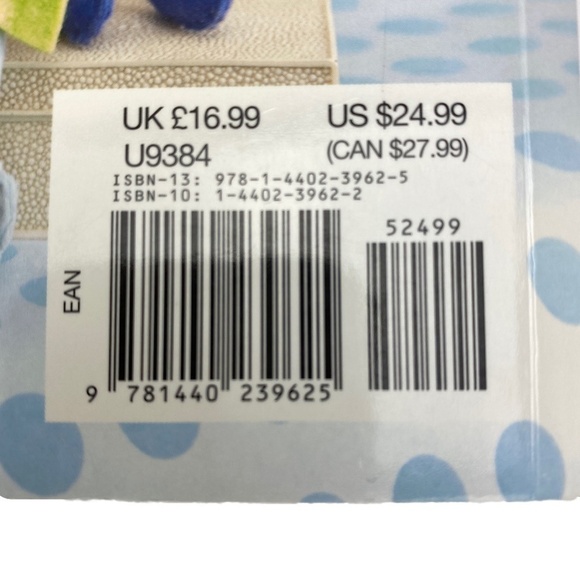 UK £16.99 US $24.99
U9384 (CAN $27.99)
ISBN-13: 978-1-4402-3962-5
ISBN-10: 1-4402-3962-2
52499
EAN
9 781440 239625